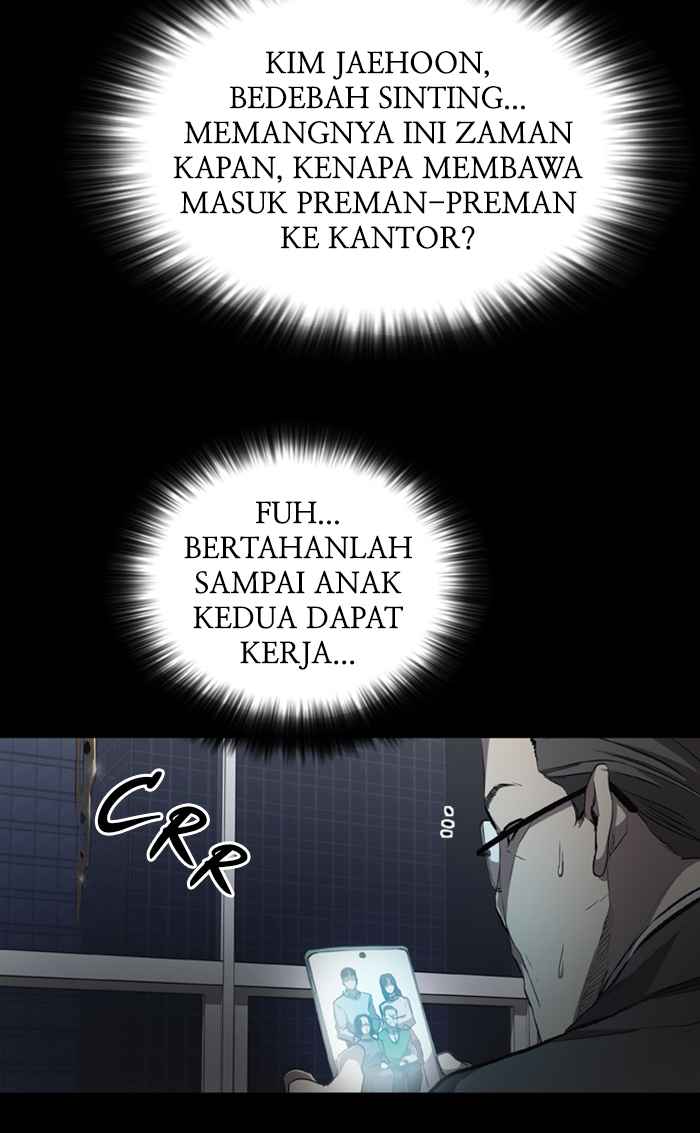 KIM JAEHOON,
BEDEBAH SINTING...
MEMANGNYA INI ZAMAN
KAPAN, KENAPA MEMBAWA
MASUK PREMAN-PREMAN
KE KANTOR?
FUH...
BERTAHANLAH
SAMPAI ANAK
KEDUA DAPAT
KERJA...
CRR